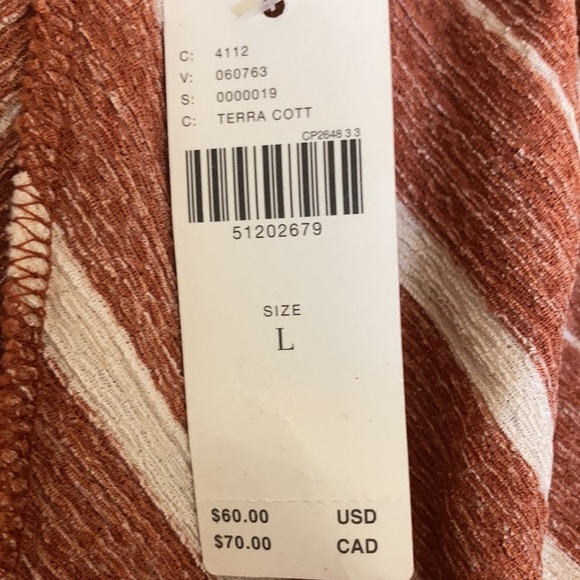 C: 4112
V: 060763
S: 0000019
C: TERRA COTT
CP2648.3 3
51202679
SIZE
L
$60.00 USD
$70.00 CAD